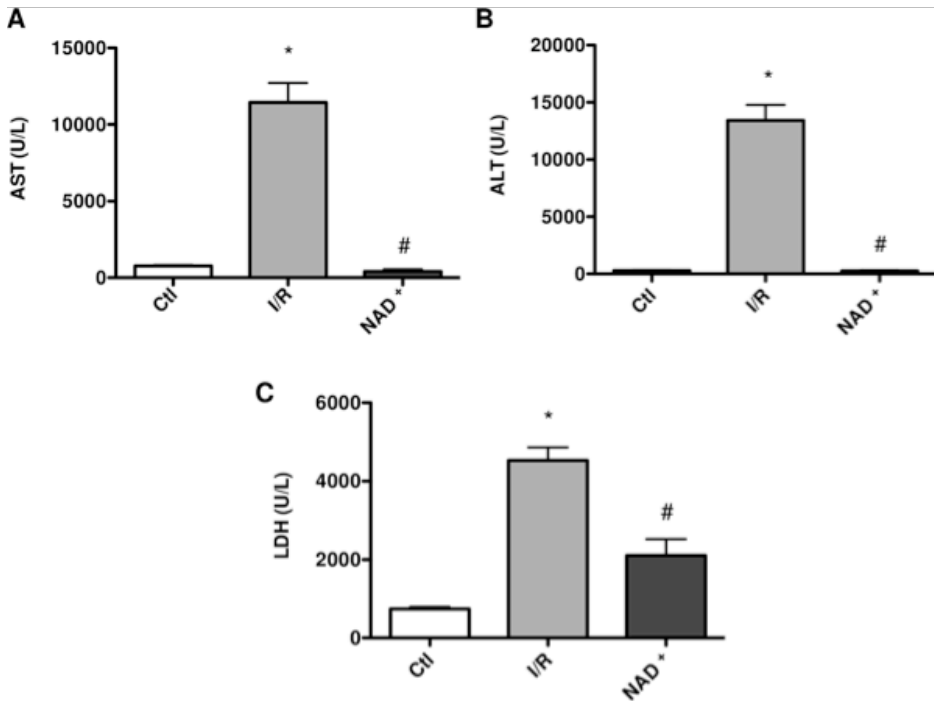 A
AST (U/L)
15000
10000
5000
0
*
#
Ctl
I/R
NAD⁺
B
ALT (U/L)
20000
15000
10000
5000
0
*
#
Ctl
I/R
NAD⁺
C
LDH (U/L)
6000
4000
2000
0
*
#
Ctl
I/R
NAD⁺